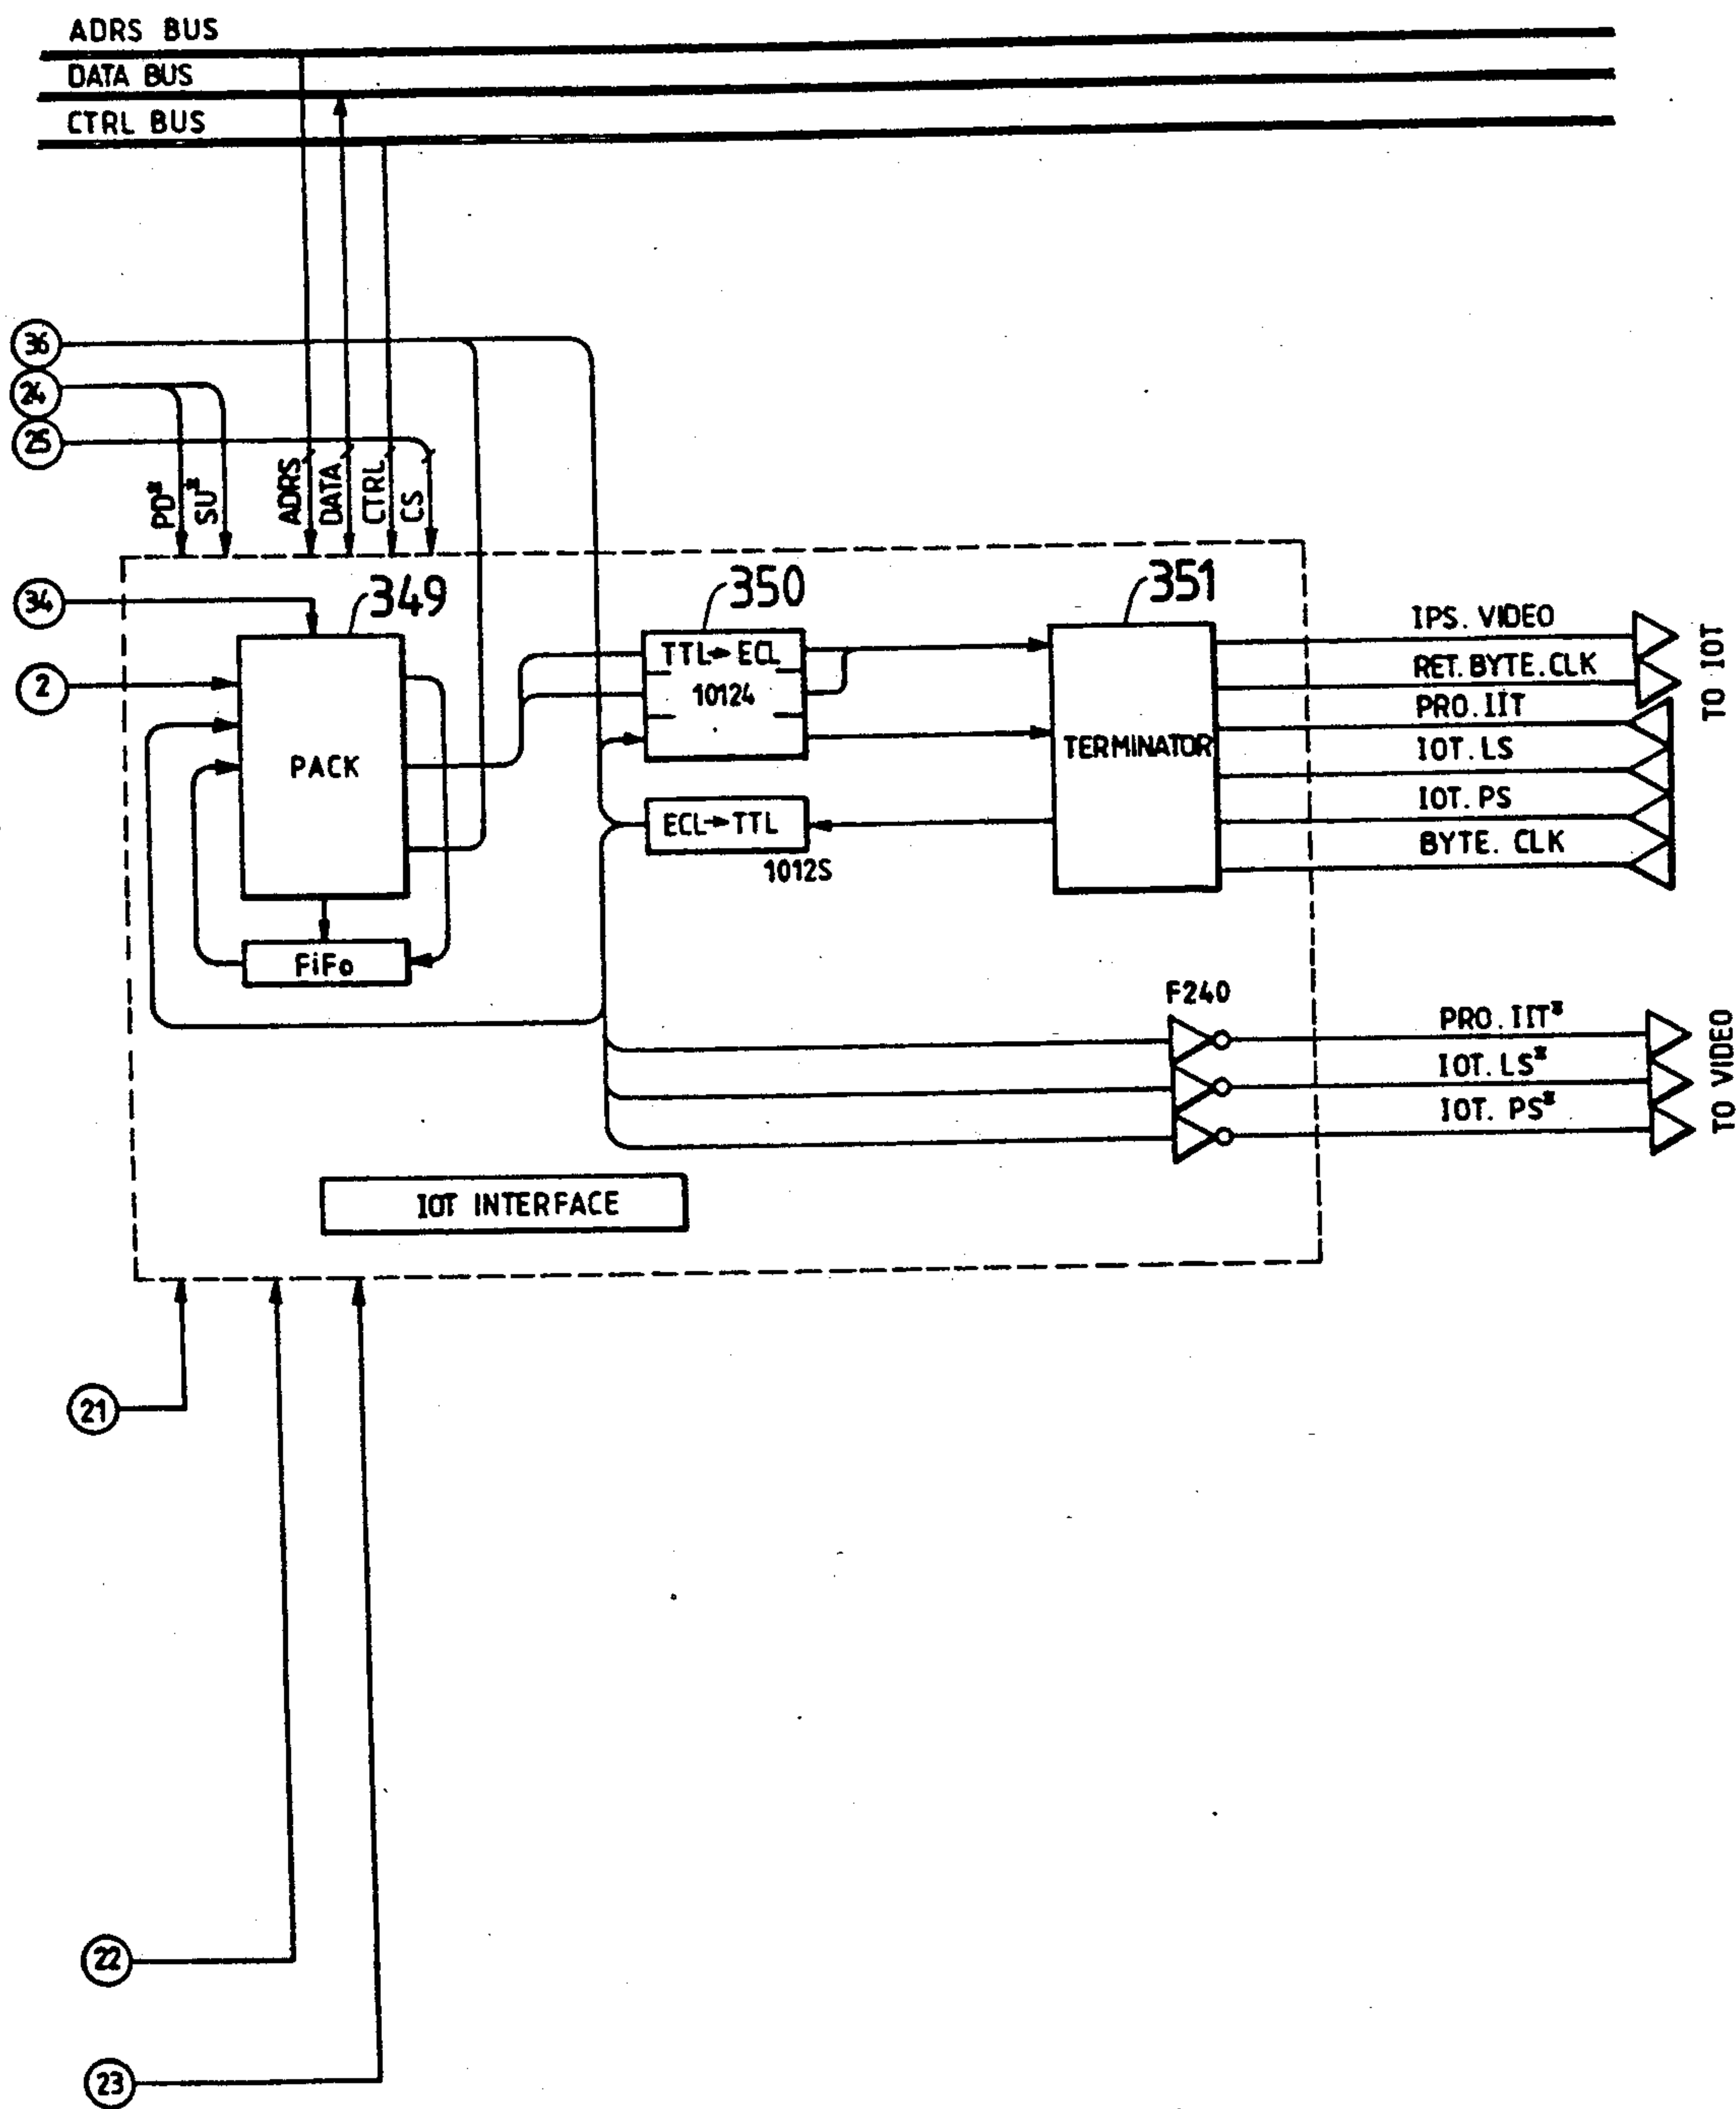 ADRS BUS
DATA BUS
CTRL BUS
36
24
25
PD*
SU*
ADRS
DATA
CTRL
CS
34
349
350
351
2
PACK
FiFo
TTL→ECL
10124
ECL→TTL
10125
TERMINATOR
IPS. VIDEO
RET.BYTE.CLK
PRO.IIT
IOT.LS
IOT.PS
BYTE. CLK
TO IOT
F240
PRO.IIT*
IOT.LS*
IOT. PS*
TO VIDEO
IOT INTERFACE
21
22
23